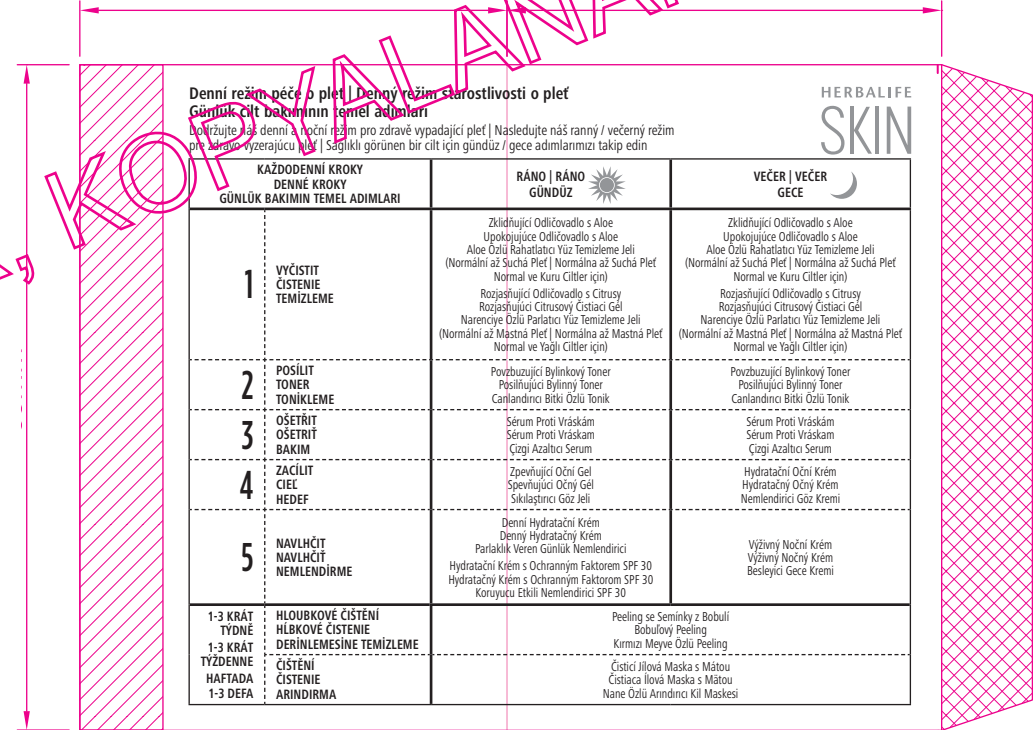 KOPYALANA
Denní režim péče o pleť | Denný režim starostlivosti o pleť
Günlük cilt bakımının temel adımları
Dodržujte náš denní a noční režim pro zdravě vypadající pleť | Nasledujte náš ranný / večerný režim
pre zdravo vyzerajúcu pleť | Sağlıklı görünen bir cilt için gündüz / gece adımlarımızı takip edin
HERBALIFE
SKIN
KAŽDODENNÍ KROKY
DENNÉ KROKY
GÜNLÜK BAKIMIN TEMEL ADIMLARI
RÁNO | RÁNO
GÜNDÜZ
VEČER | VEČER
GECE
1
VYČISTIT
ČISTENIE
TEMİZLEME
Zklidňující Odličovadlo s Aloe
Upokojujúce Odličovadlo s Aloe
Aloe Özlü Rahatlatıcı Yüz Temizleme Jeli
(Normální až Suchá Pleť | Normálna až Suchá Pleť
Normal ve Kuru Ciltler için)
Rozjasňující Odličovadlo s Citrusy
Rozjasňujúci Citrusový Čistiaci Gél
Narenciye Özlü Parlatıcı Yüz Temizleme Jeli
(Normální až Mastná Pleť | Normálna až Mastná Pleť
Normal ve Yağlı Ciltler için)
Zklidňující Odličovadlo s Aloe
Upokojujúce Odličovadlo s Aloe
Aloe Özlü Rahatlatıcı Yüz Temizleme Jeli
(Normální až Suchá Pleť | Normálna až Suchá Pleť
Normal ve Kuru Ciltler için)
Rozjasňující Odličovadlo s Citrusy
Rozjasňujúci Citrusový Čistiaci Gél
Narenciye Özlü Parlatıcı Yüz Temizleme Jeli
(Normální až Mastná Pleť | Normálna až Mastná Pleť
Normal ve Yağlı Ciltler için)
2
POSÍLIT
TONER
TONİKLEME
Povzbuzující Bylinkový Toner
Posilňujúci Bylinný Toner
Canlandırıcı Bitki Özlü Tonik
Povzbuzující Bylinkový Toner
Posilňujúci Bylinný Toner
Canlandırıcı Bitki Özlü Tonik
3
OŠETŘIT
OŠETRIŤ
BAKIM
Sérum Proti Vráskám
Sérum Proti Vráskam
Çizgi Azaltıcı Serum
Sérum Proti Vráskám
Sérum Proti Vráskam
Çizgi Azaltıcı Serum
4
ZACÍLIT
CIEĽ
HEDEF
Zpevňující Oční Gel
Spevňujúci Očný Gél
Sıkılaştırıcı Göz Jeli
Hydratační Oční Krém
Hydratačný Očný Krém
Nemlendirici Göz Kremi
5
NAVLHČIT
NAVLHČIŤ
NEMLENDİRME
Denní Hydratační Krém
Denný Hydratačný Krém
Parlaklık Veren Günlük Nemlendirici
Hydratační Krém s Ochranným Faktorem SPF 30
Hydratačný Krém s Ochranným Faktorom SPF 30
Koruyucu Etkili Nemlendirici SPF 30
Výživný Noční Krém
Výživný Nočný Krém
Besleyici Gece Kremi
1-3 KRÁT
TÝDNĚ
1-3 KRÁT
TÝŽDENNE
HAFTADA
1-3 DEFA
HLOUBKOVÉ ČIŠTĚNÍ
HĹBKOVÉ ČISTENIE
DERİNLEMESİNE TEMİZLEME
Peeling se Semínky z Bobulí
Bobuľový Peeling
Kırmızı Meyve Özlü Peeling
ČIŠTĚNÍ
ČISTENIE
ARINDIRMA
Čisticí Jílová Maska s Mátou
Čistiaca Ílová Maska s Mätou
Nane Özlü Arındırıcı Kil Maskesi